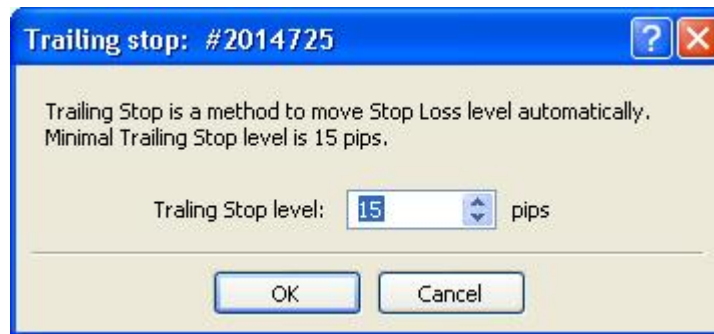 Trailing stop: #2014725
Trailing Stop is a method to move Stop Loss level automatically.
Minimal Trailing Stop level is 15 pips.
Traling Stop level: 15 pips
OK Cancel